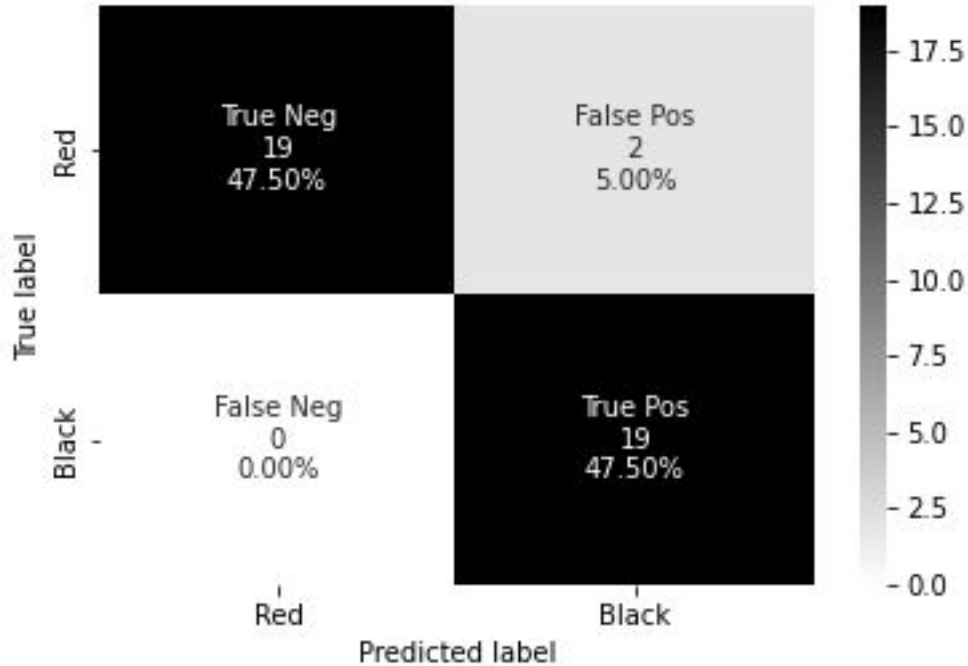 True Neg
19
47.50%
False Pos
2
5.00%
False Neg
0
0.00%
True Pos
19
47.50%
Red
Black
True label
Red
Black
Predicted label
17.5
15.0
12.5
10.0
7.5
5.0
2.5
0.0